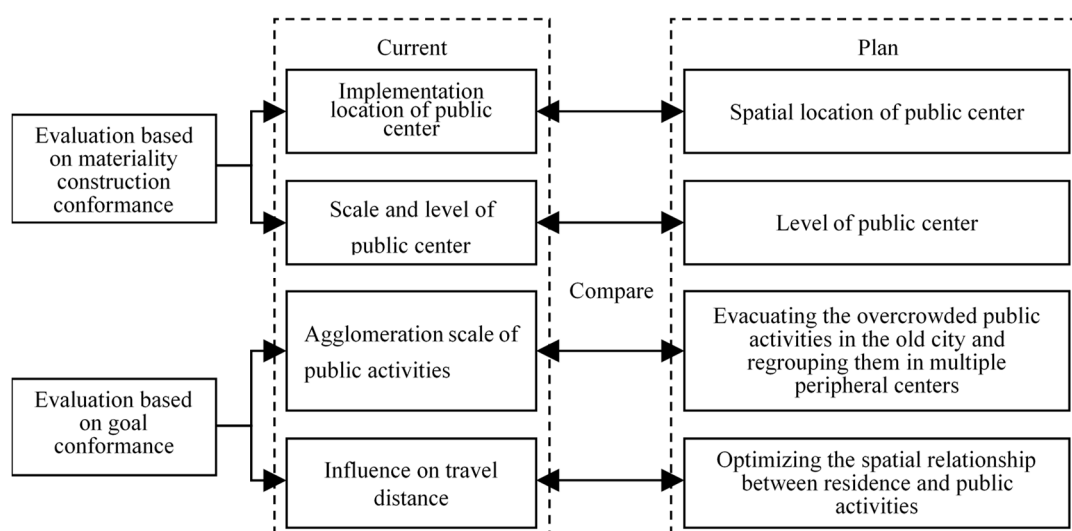 Current
Plan
Implementation
location of public
center
Spatial location of public center
Evaluation based
on materiality
construction
conformance
Scale and level of
public center
Level of public center
Compare
Agglomeration scale of
public activities
Evacuating the overcrowded public
activities in the old city and
regrouping them in multiple
peripheral centers
Evaluation based
on goal
conformance
Influence on travel
distance
Optimizing the spatial relationship
between residence and public
activities